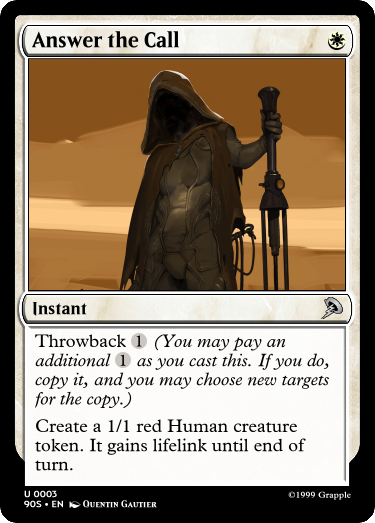 Answer the Call
Instant
Throwback 1 (You may pay an
additional 1 as you cast this. If you do,
copy it, and you may choose new targets
for the copy.)
Create a 1/1 red Human creature
token. It gains lifelink until end of
turn.
U 0003
90S • EN Quentin Gautier
©1999 Grapple